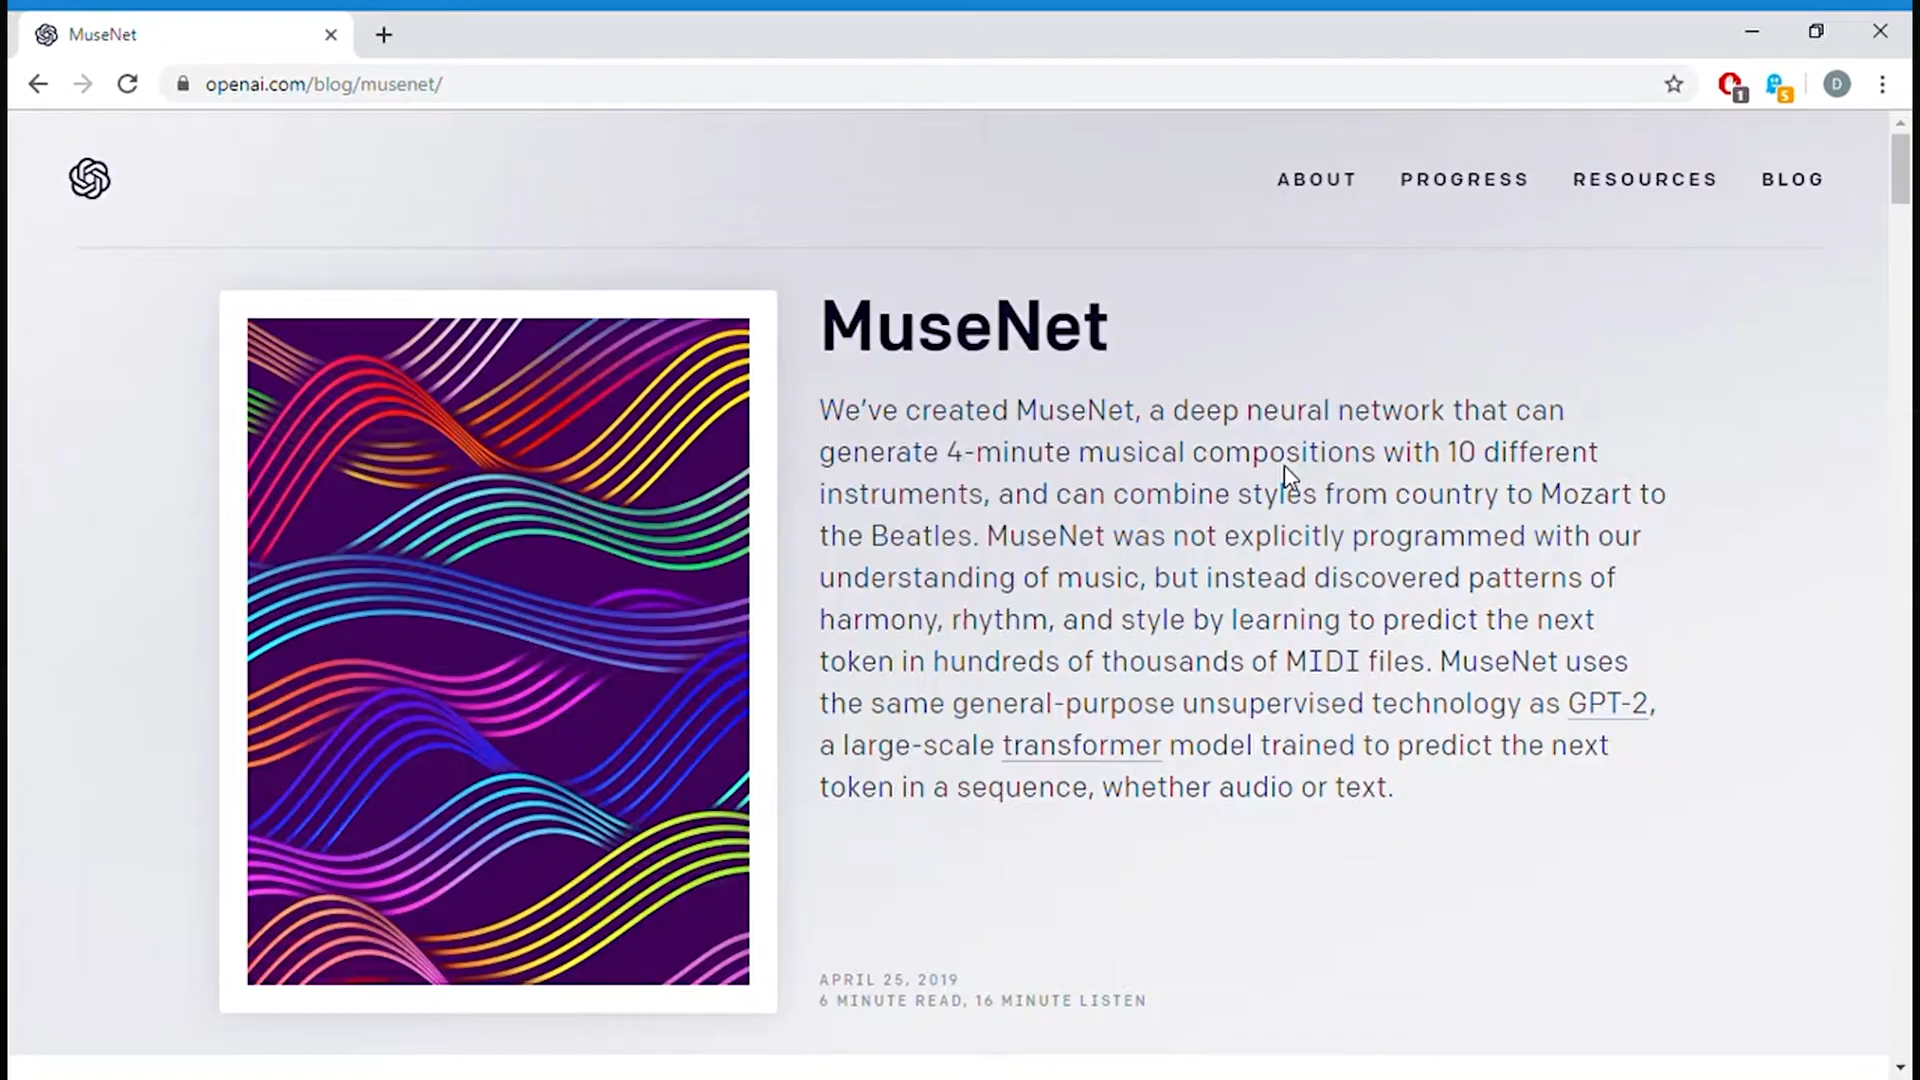 MuseNet
openai.com/blog/musenet/
1
5
D
ABOUT PROGRESS RESOURCES BLOG
MuseNet
We’ve created MuseNet, a deep neural network that can
generate 4-minute musical compositions with 10 different
instruments, and can combine styles from country to Mozart to
the Beatles. MuseNet was not explicitly programmed with our
understanding of music, but instead discovered patterns of
harmony, rhythm, and style by learning to predict the next
token in hundreds of thousands of MIDI files. MuseNet uses
the same general-purpose unsupervised technology as GPT-2,
a large-scale transformer model trained to predict the next
token in a sequence, whether audio or text.
APRIL 25, 2019
6 MINUTE READ, 16 MINUTE LISTEN